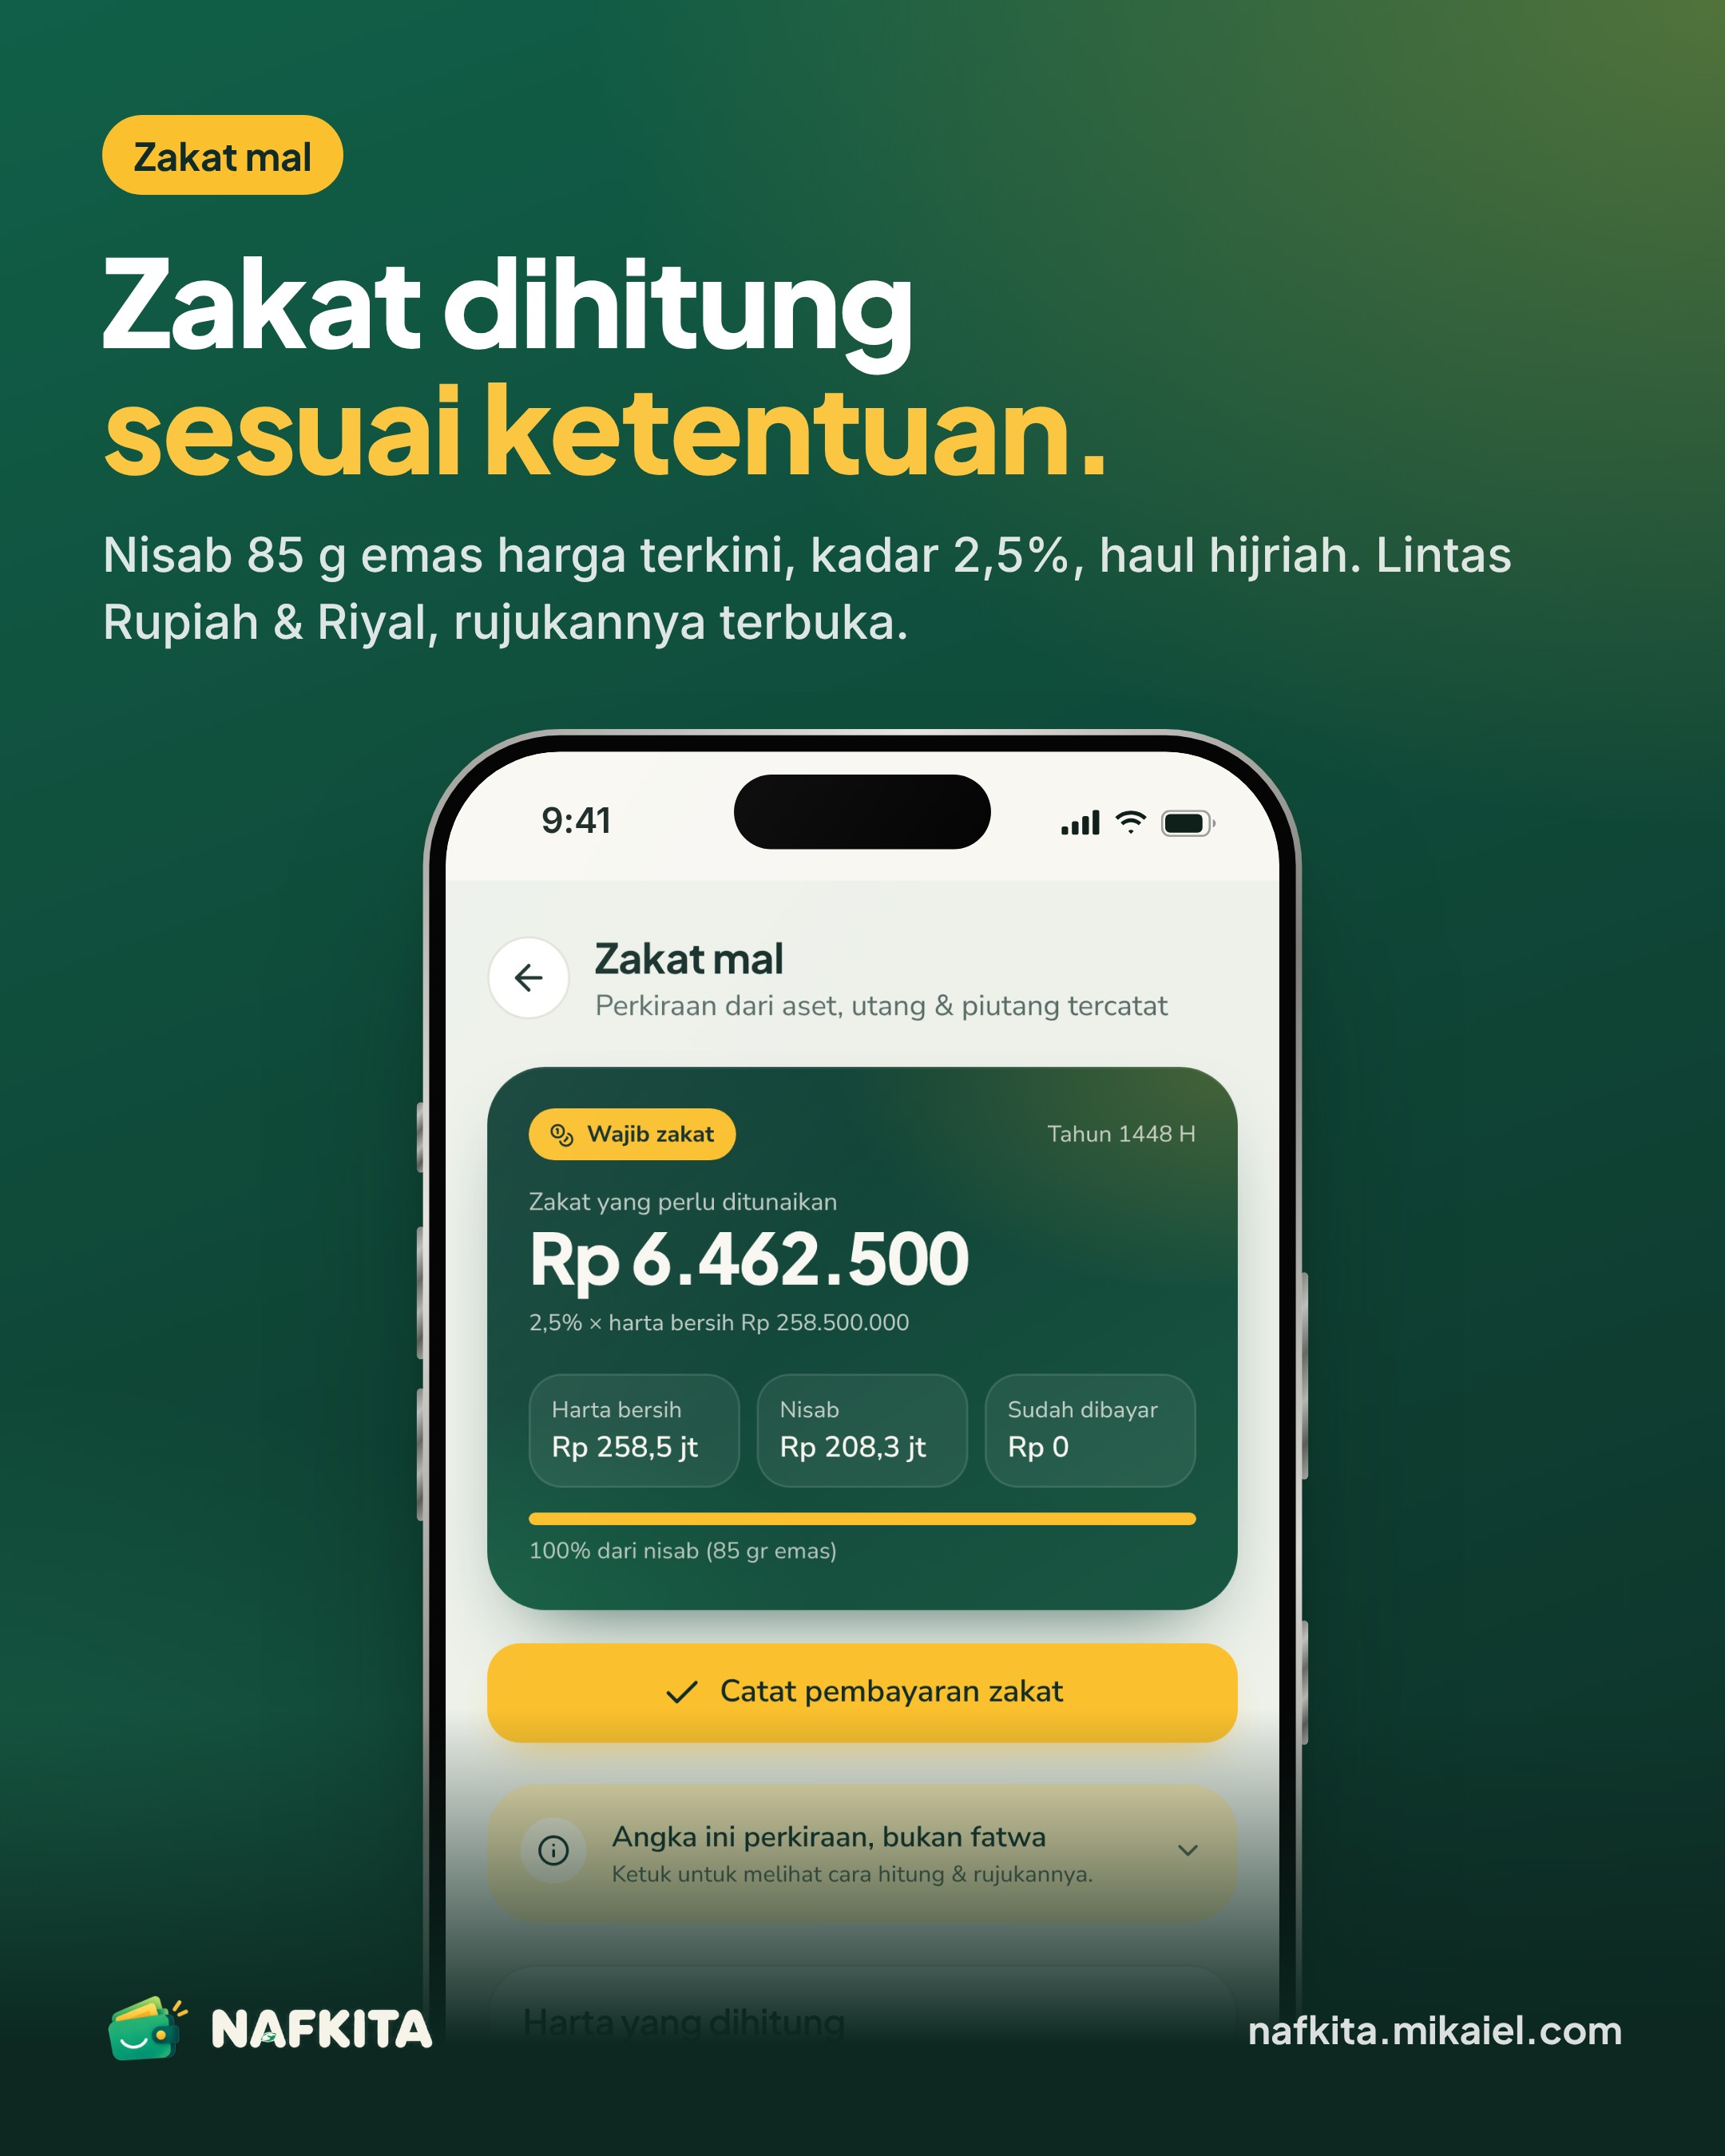 Zakat mal
Zakat dihitung
sesuai ketentuan.
Nisab 85 g emas harga terkini, kadar 2,5%, haul hijriah. Lintas
Rupiah & Riyal, rujukannya terbuka.
9:41
Zakat mal
Perkiraan dari aset, utang & piutang tercatat
Wajib zakat
Tahun 1448 H
Zakat yang perlu ditunaikan
Rp 6.462.500
2,5% × harta bersih Rp 258.500.000
Harta bersih
Rp 258,5 jt
Nisab
Rp 208,3 jt
Sudah dibayar
Rp 0
100% dari nisab (85 gr emas)
Catat pembayaran zakat
Angka ini perkiraan, bukan fatwa
Ketuk untuk melihat cara hitung & rujukannya.
Harta yang dihitung
NAFKITA
nafkita.mikaiel.com